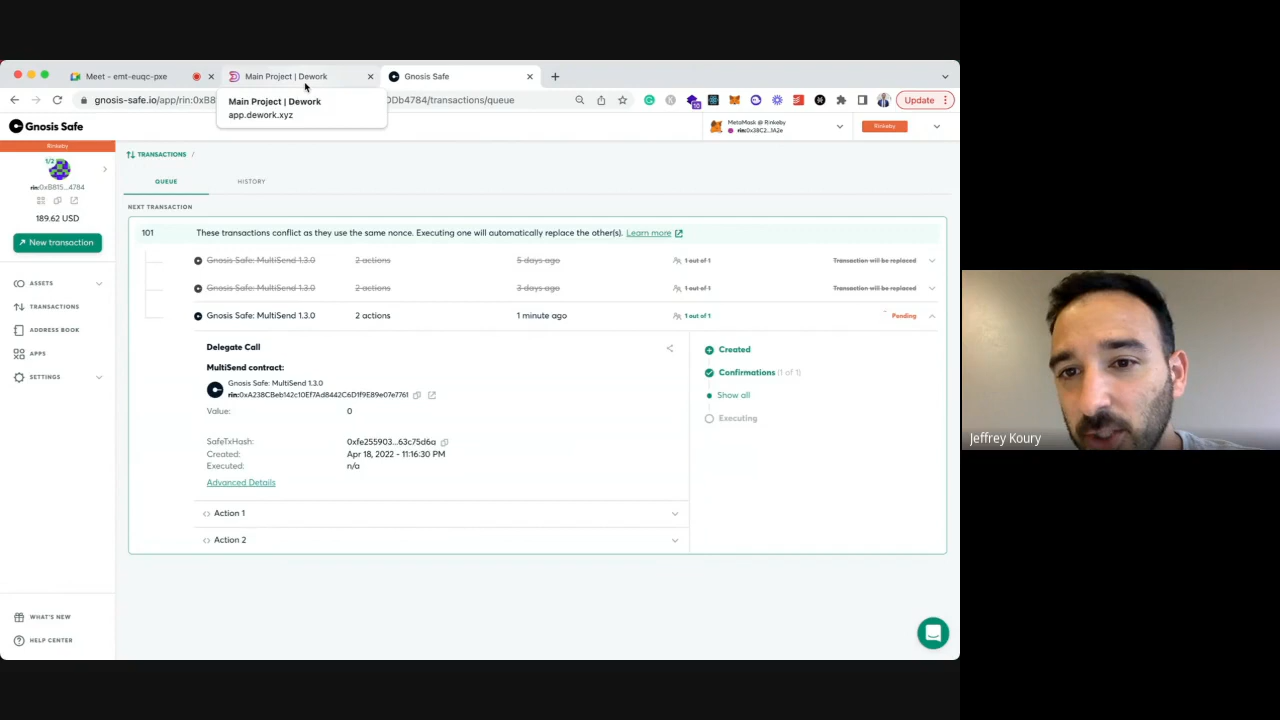 Meet - emt-euqc-pxe
Main Project | Dework
Gnosis Safe
gnosis-safe.io/app/rin:0xB8
DDb4784/transactions/queue
Update
Main Project | Dework
app.dework.xyz
Gnosis Safe
MetaMask @ Rinkeby
rin:0x38C2...1A2e
Rinkeby
Rinkeby
1/2
rin:0xB815...4784
189.62 USD
New transaction
ASSETS
TRANSACTIONS
ADDRESS BOOK
APPS
SETTINGS
WHAT'S NEW
HELP CENTER
TRANSACTIONS /
QUEUE
HISTORY
NEXT TRANSACTION
101 These transactions conflict as they use the same nonce. Executing one will automatically replace the other(s). Learn more
Gnosis Safe: MultiSend 1.3.0 2 actions 5 days ago 1 out of 1 Transaction will be replaced
Gnosis Safe: MultiSend 1.3.0 2 actions 3 days ago 1 out of 1 Transaction will be replaced
Gnosis Safe: MultiSend 1.3.0 2 actions 1 minute ago 1 out of 1 Pending
Delegate Call
MultiSend contract:
Gnosis Safe: MultiSend 1.3.0
rin:0xA238CBeb142c10Ef7Ad8442C6D1f9E89e07e7761
Value: 0
SafeTxHash: 0xfe255903...63c75d6a
Created: Apr 18, 2022 - 11:16:30 PM
Executed: n/a
Advanced Details
Action 1
Action 2
Created
Confirmations (1 of 1)
Show all
Executing
Jeffrey Koury